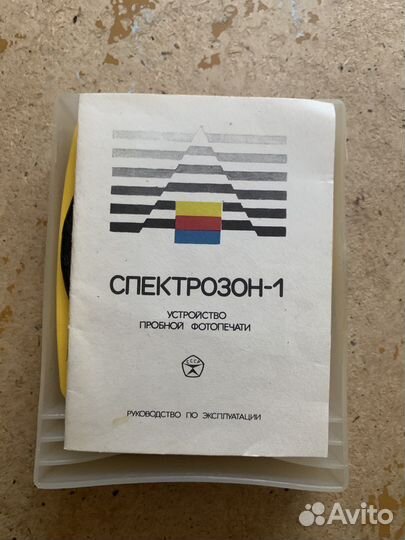 СПЕКТРОЗОН-1
УСТРОЙСТВО
ПРОБНОЙ ФОТОПЕЧАТИ
СССР
РУКОВОДСТВО ПО ЭКСПЛУАТАЦИИ
Avito